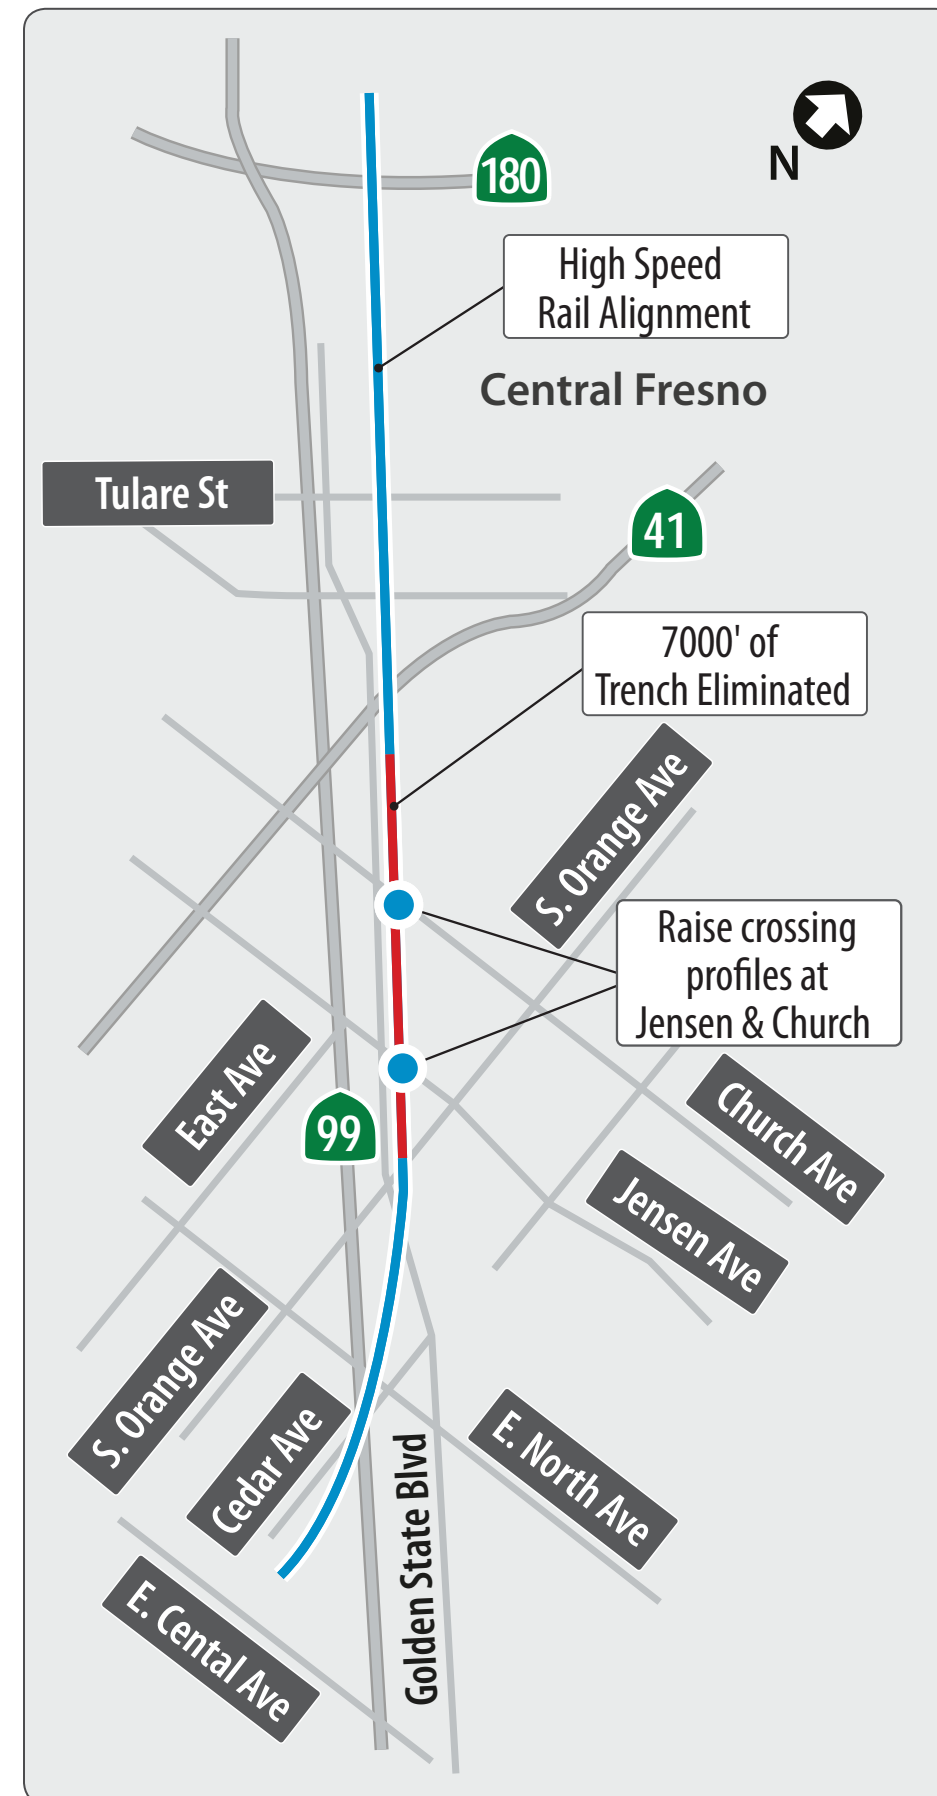 180
N
High Speed
Rail Alignment
Central Fresno
Tulare St
41
7000' of
Trench Eliminated
S. Orange Ave
Raise crossing
profiles at
Jensen & Church
East Ave
99
Church Ave
Jensen Ave
S. Orange Ave
Cedar Ave
Golden State Blvd
E. North Ave
E. Cental Ave